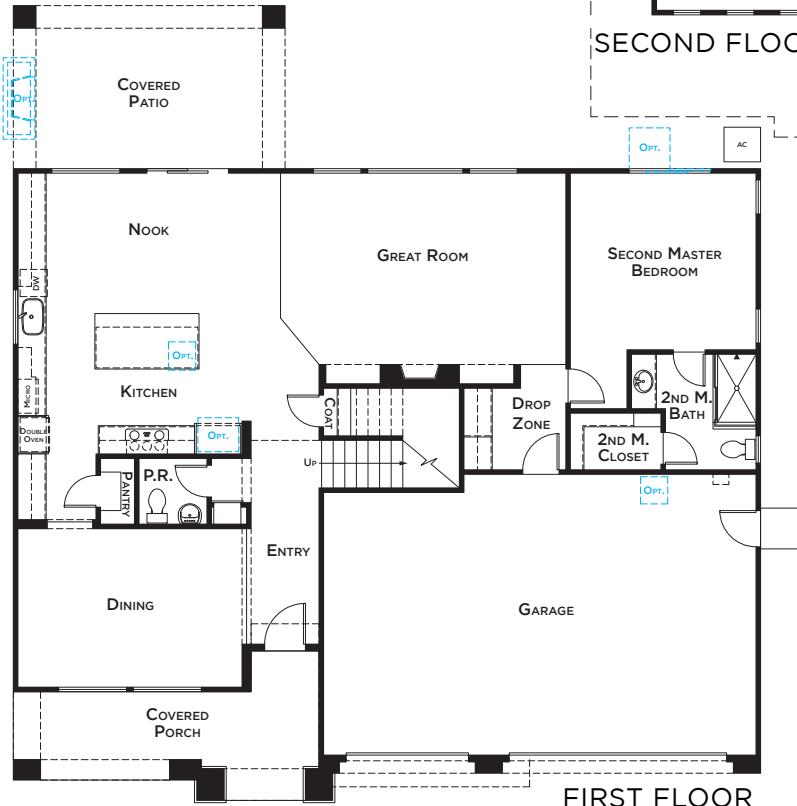 SECOND FLOO
COVERED
PATIO
OPT.
OPT.
AC
NOOK
GREAT ROOM
SECOND MASTER
BEDROOM
DW
OPT.
KITCHEN
MICRO
COAT
DROP
ZONE
2ND M.
BATH
DOUBLE
OVEN
OPT.
2ND M.
CLOSET
UP
P.R.
PANTRY
OPT.
ENTRY
DINING
GARAGE
COVERED
PORCH
FIRST FLOOR